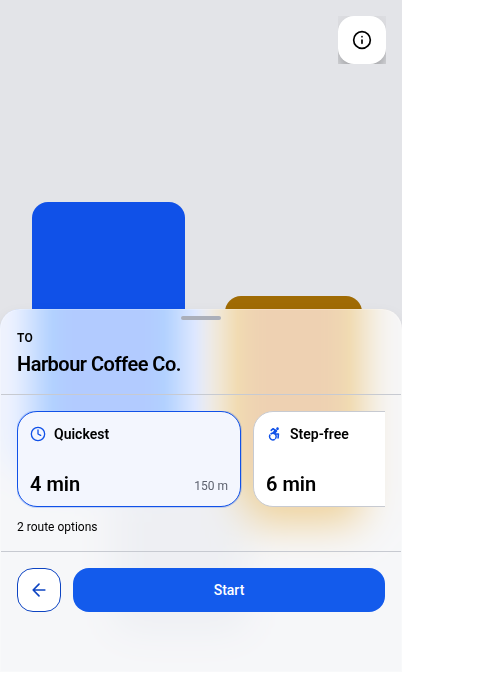 TO
Harbour Coffee Co.
Quickest
4 min
150 m
Step-free
6 min
2 route options
Start